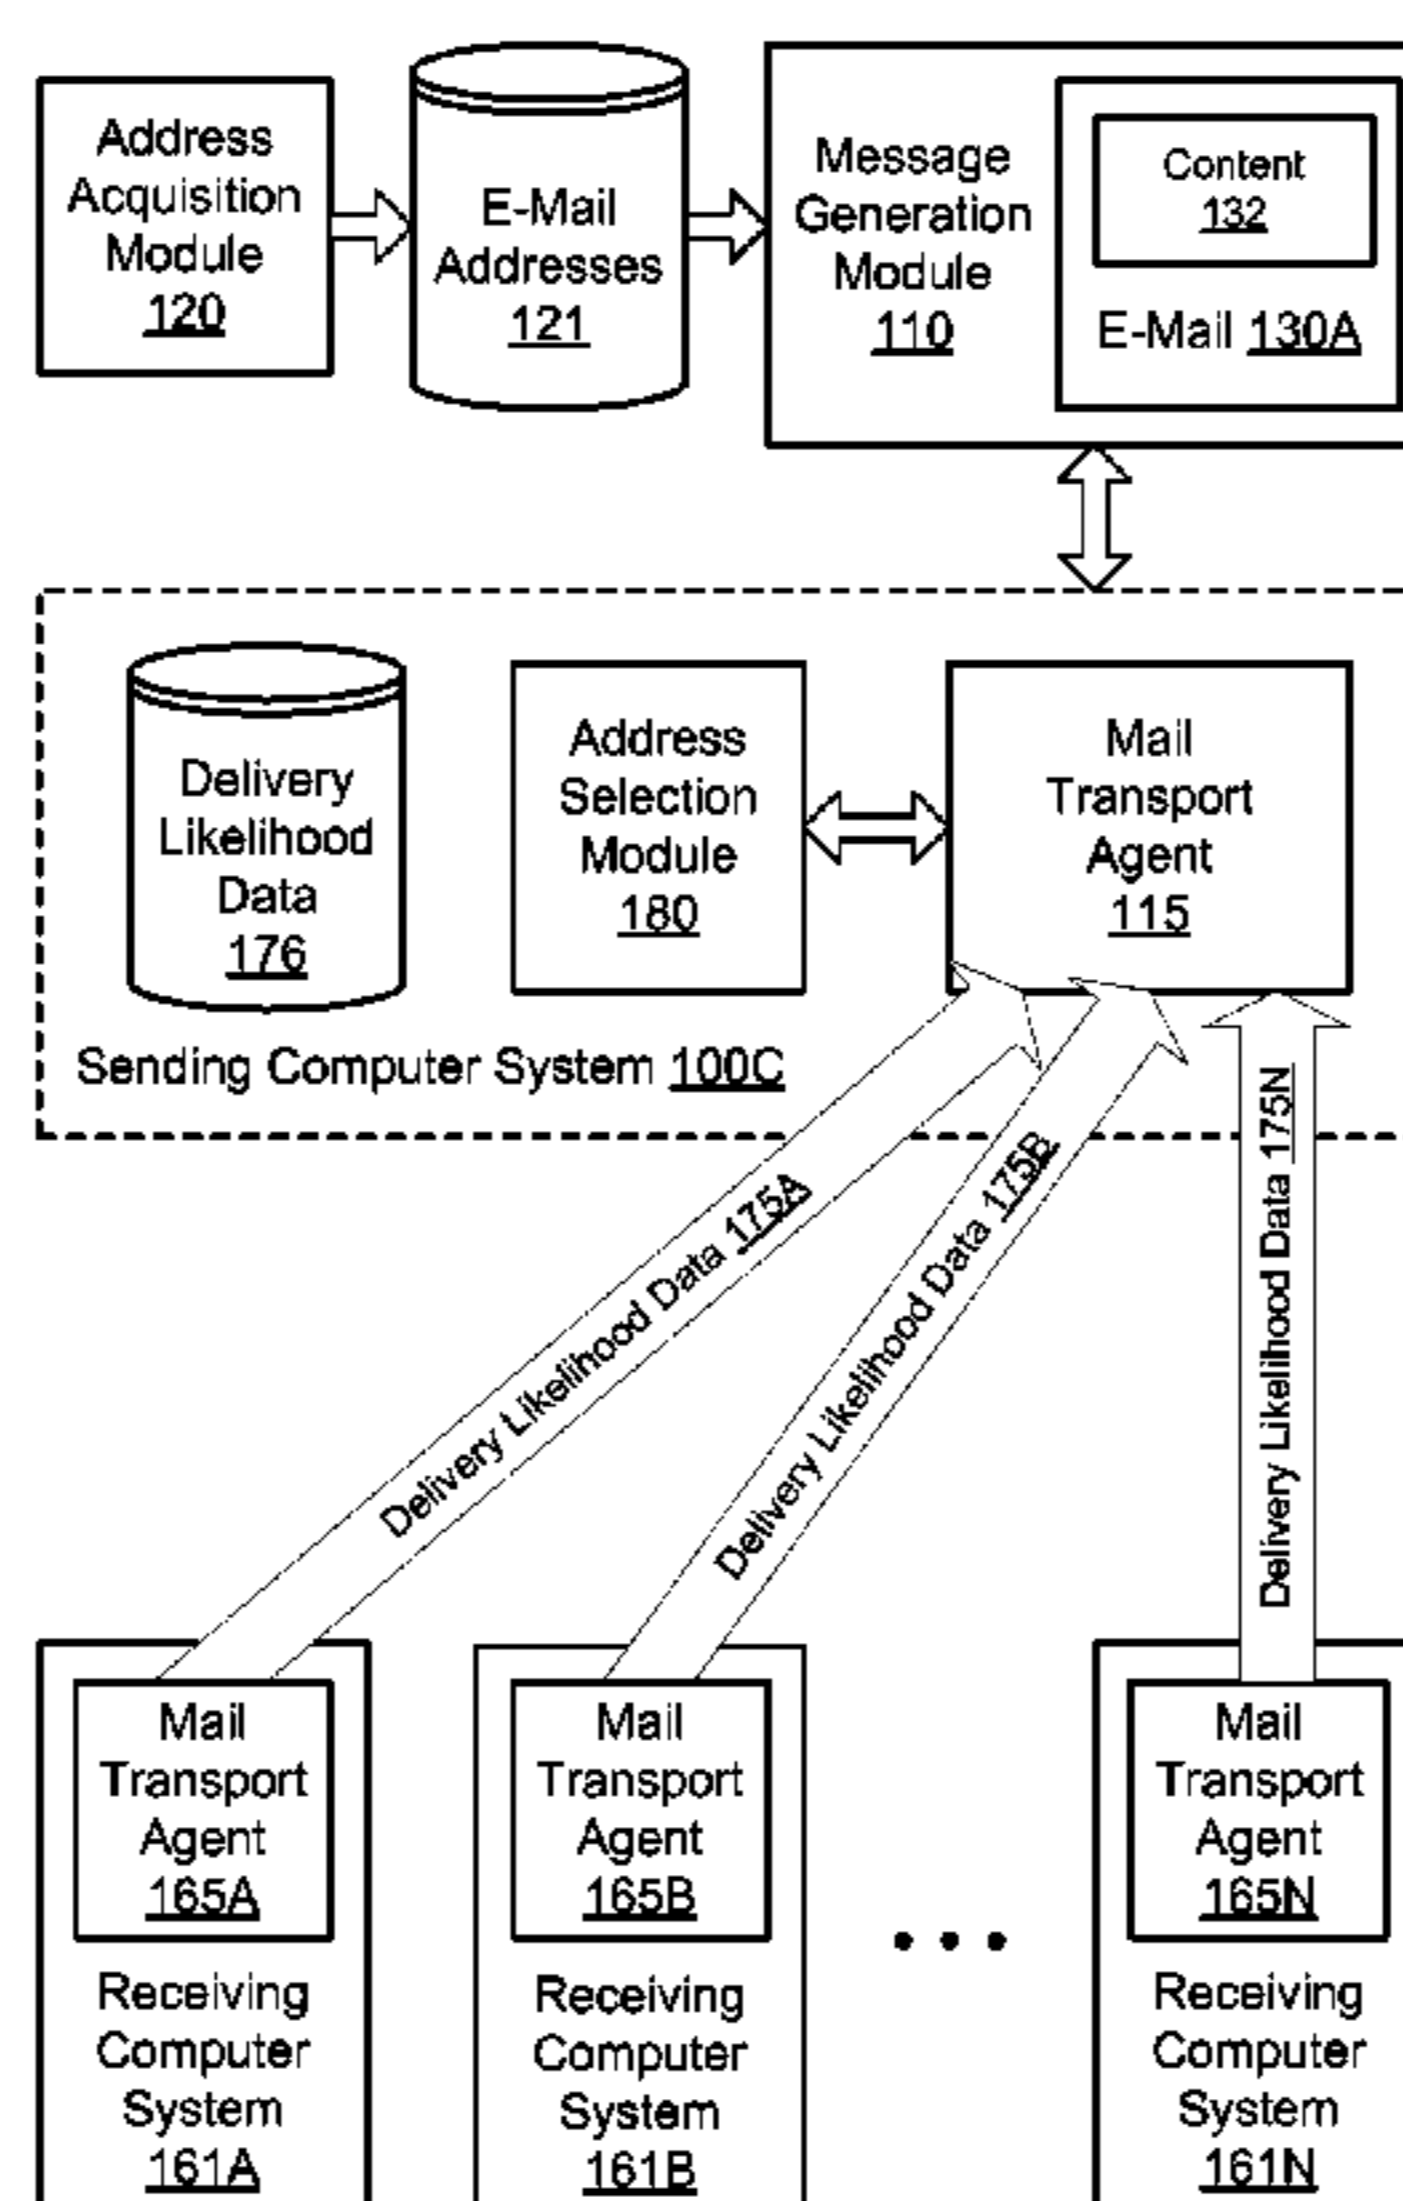 Address
Acquisition
Module
120
E-Mail
Addresses
121
Message
Generation
Module
110
Content
132
E-Mail 130A
Delivery
Likelihood
Data
176
Address
Selection
Module
180
Mail
Transport
Agent
115
Sending Computer System 100C
Delivery Likelihood Data 175A
Delivery Likelihood Data 175B
Delivery Likelihood Data 175N
Mail
Transport
Agent
165A
Receiving
Computer
System
161A
Mail
Transport
Agent
165B
Receiving
Computer
System
161B
• • •
Mail
Transport
Agent
165N
Receiving
Computer
System
161N